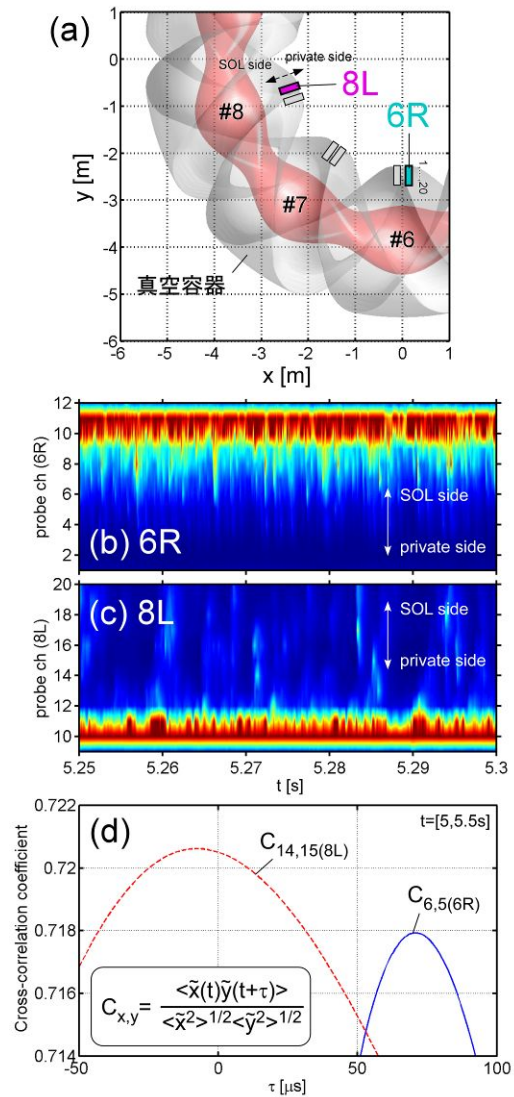 (a)
SOL side
private side
8L
6R
1
20
#8
#7
#6
真空容器
y [m]
1
0
-1
-2
-3
-4
-5
-6
-6 -5 -4 -3 -2 -1 0 1
x [m]
probe ch (6R)
12
10
8
6
4
2
SOL side
private side
(b) 6R
probe ch (8L)
20
18
16
14
12
10
(c) 8L
SOL side
private side
5.25 5.26 5.27 5.28 5.29 5.3
t [s]
Cross-correlation coefficient
0.722
0.72
0.718
0.716
0.714
(d)
t=[5,5.5s]
C14,15(8L)
C6,5(6R)
Cx,y= <x̃(t)ỹ(t+τ)> / <x̃²>1/2<ỹ²>1/2
-50 0 50 100
τ [μs]